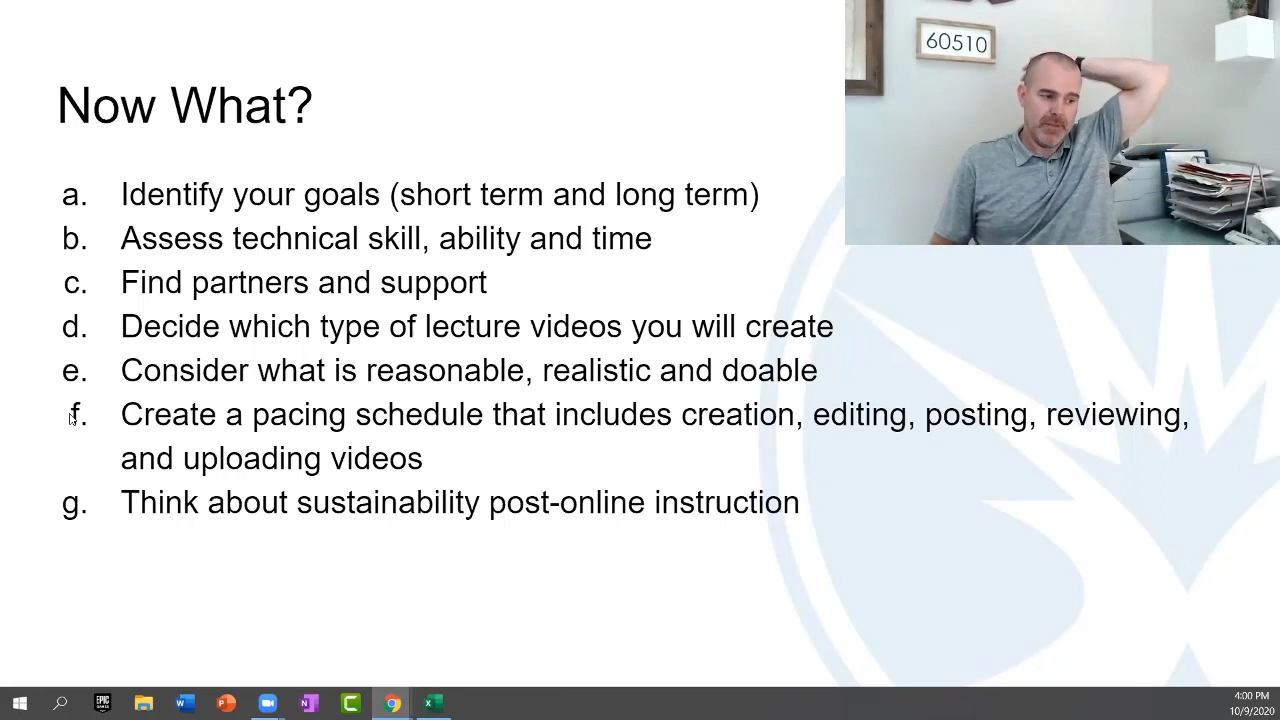 60510
Now What?
a. Identify your goals (short term and long term)
b. Assess technical skill, ability and time
c. Find partners and support
d. Decide which type of lecture videos you will create
e. Consider what is reasonable, realistic and doable
f. Create a pacing schedule that includes creation, editing, posting, reviewing,
and uploading videos
g. Think about sustainability post-online instruction
EPIC
GAMES
4:00 PM
10/9/2020